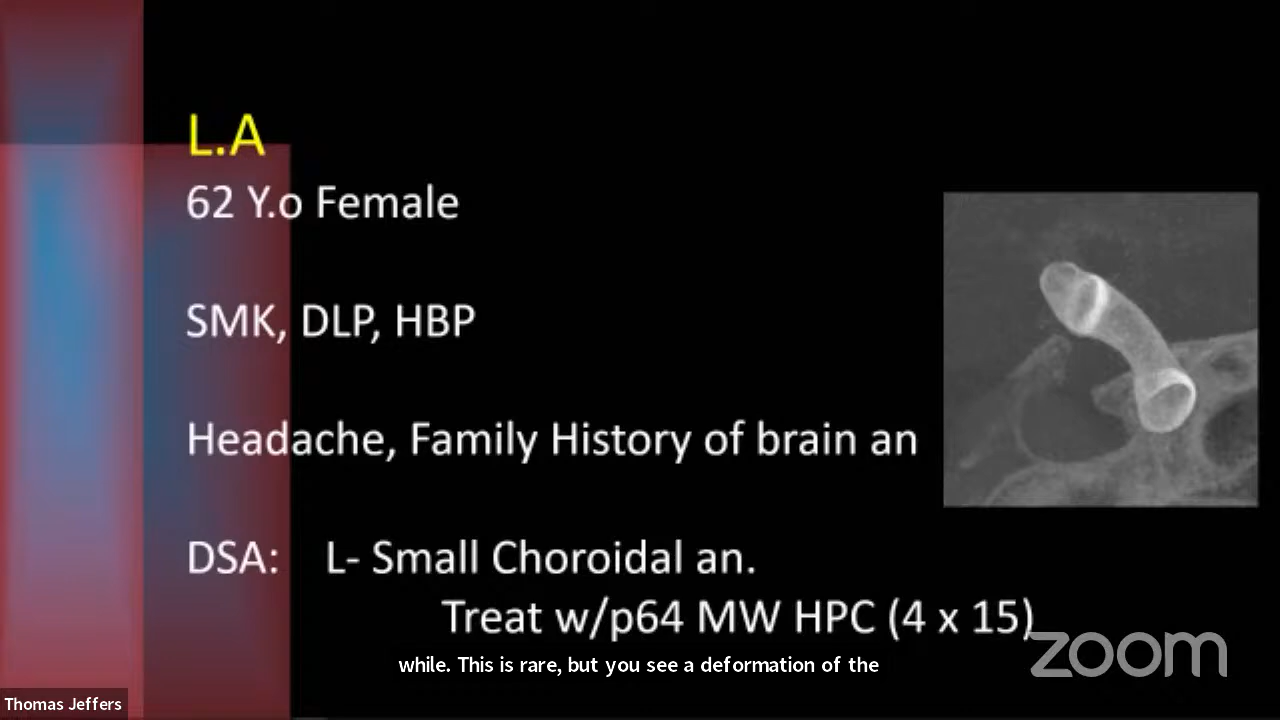 L.A
62 Y.o Female
SMK, DLP, HBP
Headache, Family History of brain an
DSA: L- Small Choroidal an.
Treat w/p64 MW HPC (4 x 15)
while. This is rare, but you see a deformation of the
zoom
Thomas Jeffers